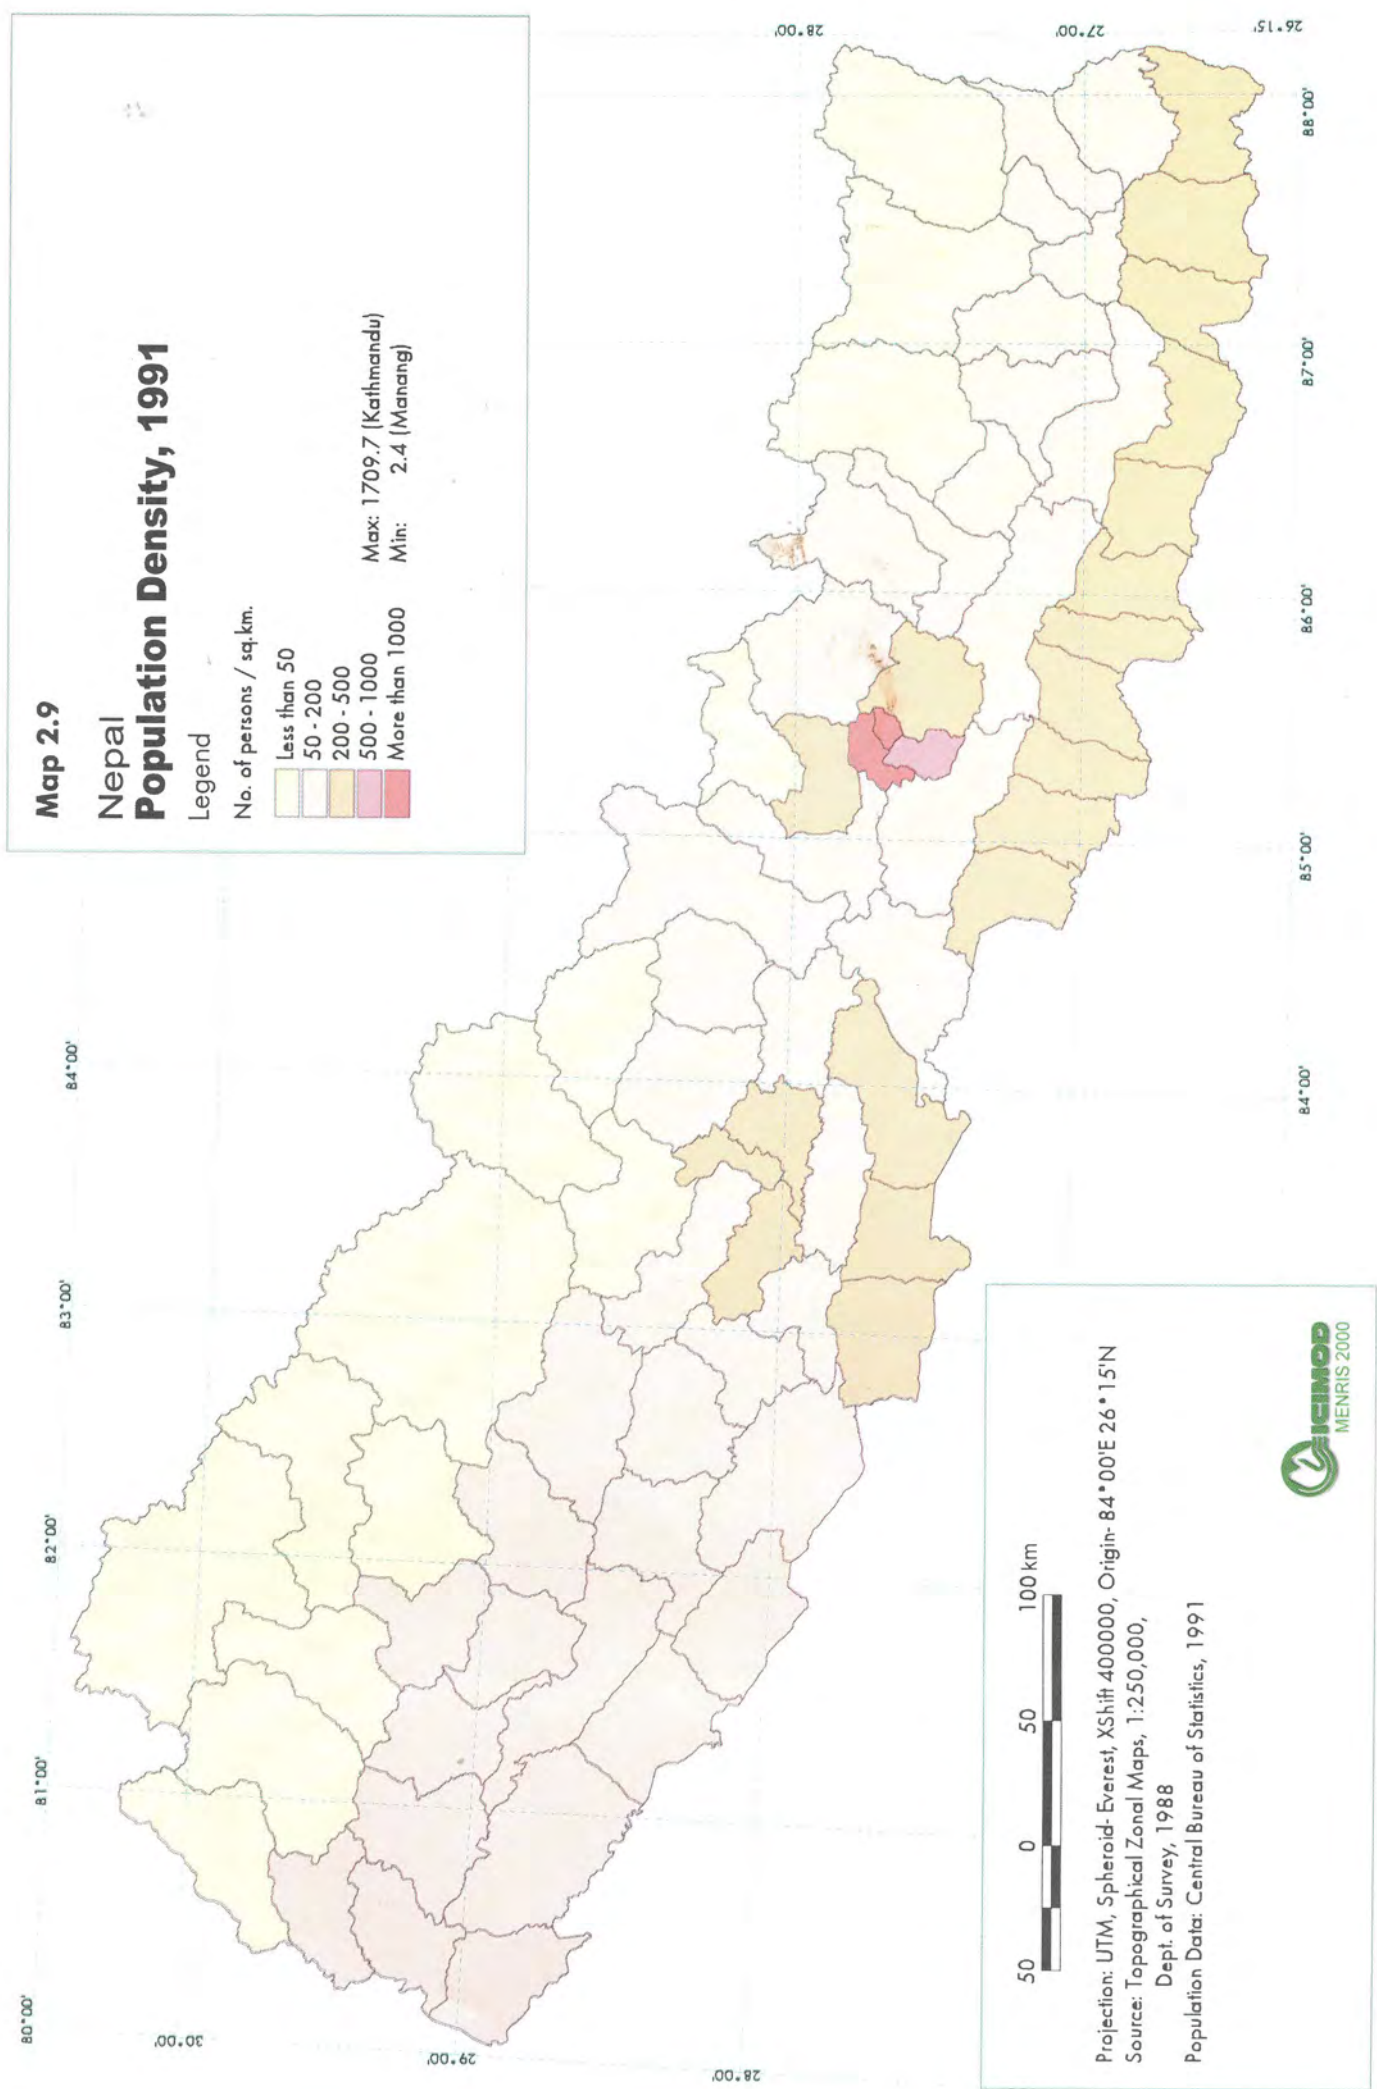 Map 2.9
Nepal
Population Density, 1991
Legend
No. of persons / sq.km.
Less than 50
50 - 200
200 - 500
500 - 1000
More than 1000
Max: 1709.7 (Kathmandu)
Min: 2.4 (Manang)
80°00'
81°00'
82°00'
83°00'
84°00'
30°00'
29°00'
28°00'
28°00'
27°00'
26°15'
84°00'
85°00'
86°00'
87°00'
88°00'
50 0 50 100 km
Projection: UTM, Spheroid- Everest, XShift 400000, Origin- 84°00'E 26°15'N
Source: Topographical Zonal Maps, 1:250,000,
Dept. of Survey, 1988
Population Data: Central Bureau of Statistics, 1991
ICIMOD
MENRIS 2000